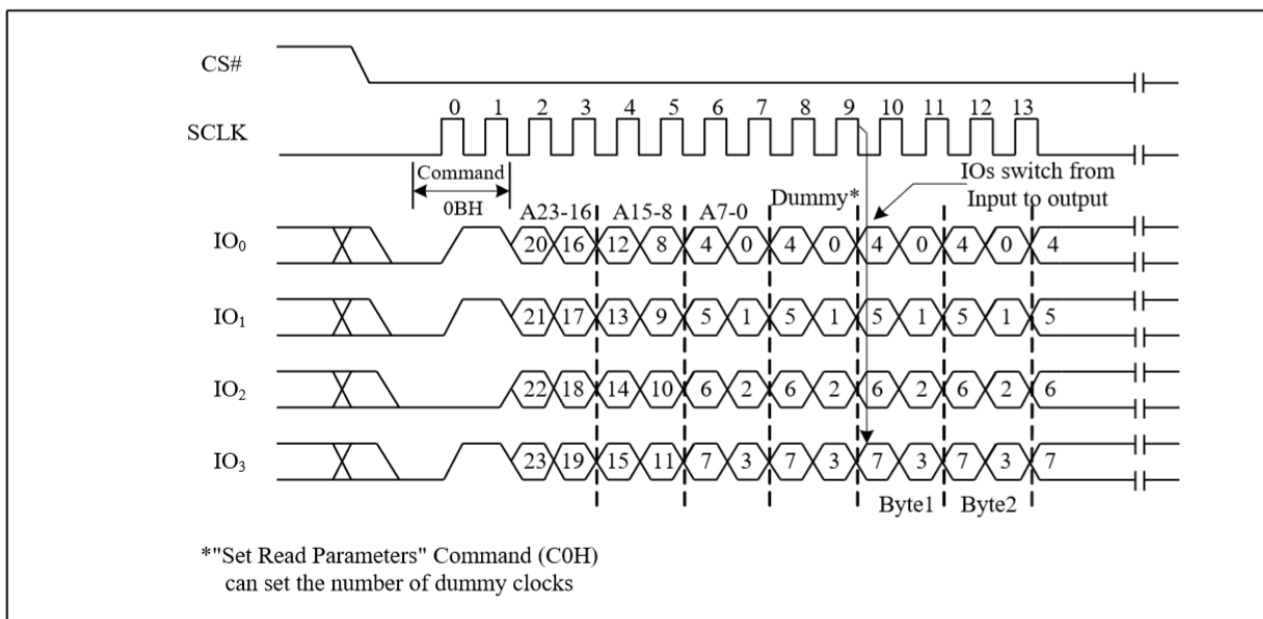 CS#
0 1 2 3 4 5 6 7 8 9 10 11 12 13
SCLK
Command
0BH
IOs switch from
Input to output
Dummy*
A23-16 A15-8 A7-0
IO₀ 20 16 12 8 4 0 4 0 4 0 4 0 4
IO₁ 21 17 13 9 5 1 5 1 5 1 5 1 5
IO₂ 22 18 14 10 6 2 6 2 6 2 6 2 6
IO₃ 23 19 15 11 7 3 7 3 7 3 7 3 7
Byte1 Byte2
*"Set Read Parameters" Command (C0H)
can set the number of dummy clocks